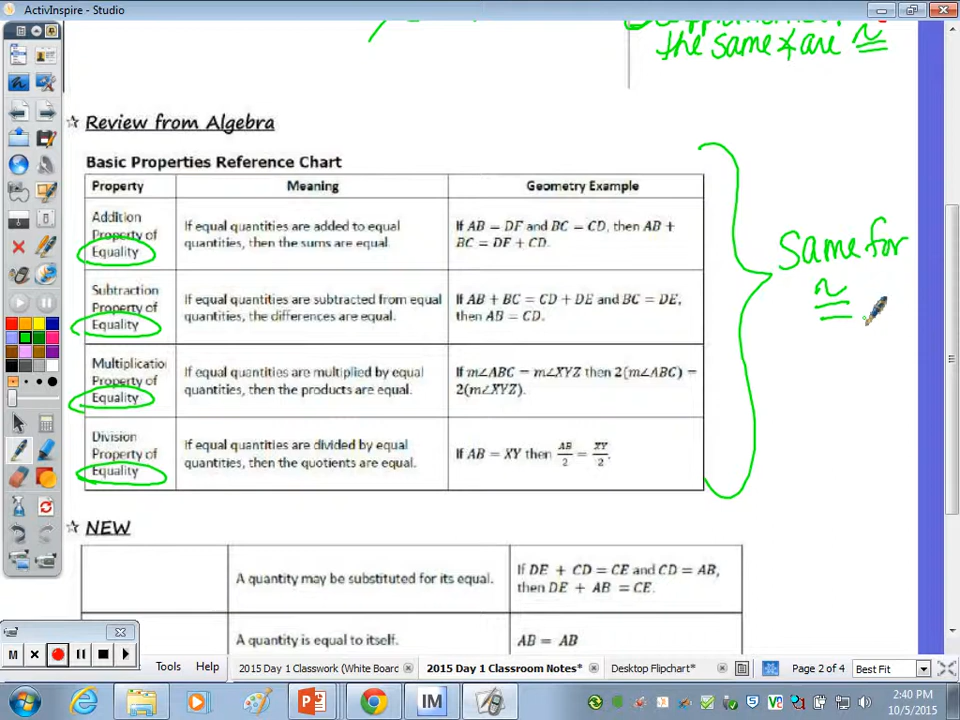 ActivInspire - Studio
the same ∡ are ≅
☆ Review from Algebra
Basic Properties Reference Chart
Property Meaning Geometry Example
Addition
Property of
Equality
If equal quantities are added to equal
quantities, then the sums are equal.
If AB = DF and BC = CD, then AB +
BC = DF + CD.
Subtraction
Property of
Equality
If equal quantities are subtracted from equal
quantities, the differences are equal.
If AB + BC = CD + DE and BC = DE,
then AB = CD.
Multiplication
Property of
Equality
If equal quantities are multiplied by equal
quantities, then the products are equal.
If m∠ABC = m∠XYZ then 2(m∠ABC) =
2(m∠XYZ).
Division
Property of
Equality
If equal quantities are divided by equal
quantities, then the quotients are equal.
If AB = XY then AB/2 = XY/2.
Same for
≅
☆ NEW
A quantity may be substituted for its equal.
If DE + CD = CE and CD = AB,
then DE + AB = CE.
A quantity is equal to itself.
AB = AB
M
Tools Help 2015 Day 1 Classwork (White Board 2015 Day 1 Classroom Notes* Desktop Flipchart* Page 2 of 4 Best Fit
IM
2:40 PM
10/5/2015